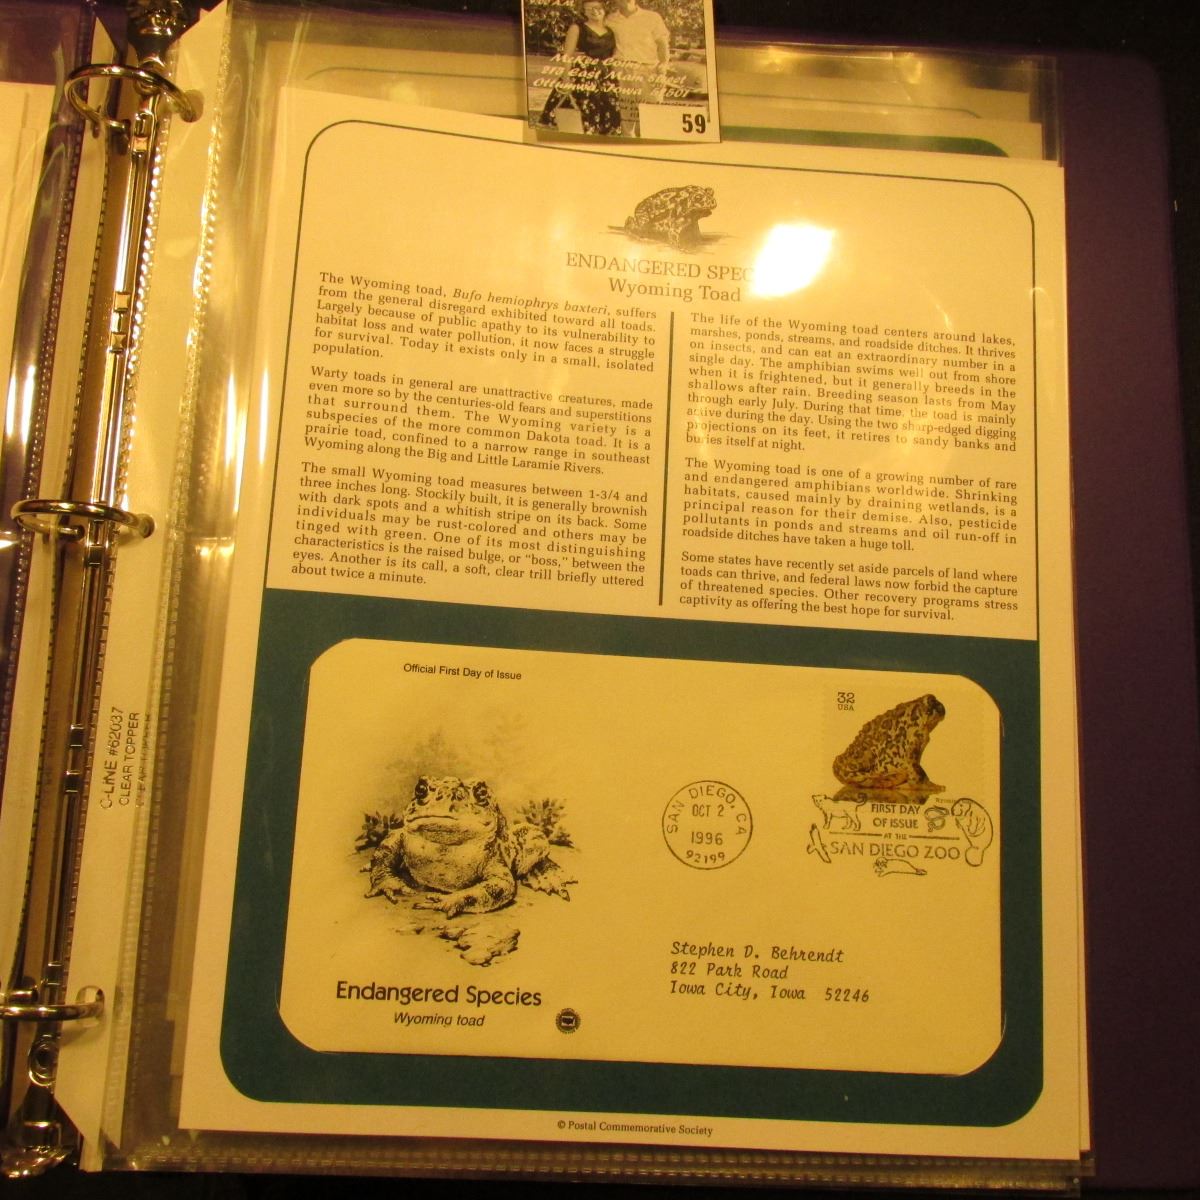 McKee
213 East Main Street
Ottumwa, Iowa 52501
59
ENDANGERED SPEC
Wyoming Toad
The Wyoming toad, Bufo hemiophrys baxteri, suffers
from the general disregard exhibited toward all toads.
Largely because of public apathy to its vulnerability to
habitat loss and water pollution, it now faces a struggle
for survival. Today it exists only in a small, isolated
population.
Warty toads in general are unattractive creatures, made
even more so by the centuries-old fears and superstitions
that surround them. The Wyoming variety is a
subspecies of the more common Dakota toad. It is a
prairie toad, confined to a narrow range in southeast
Wyoming along the Big and Little Laramie Rivers.
The small Wyoming toad measures between 1-3/4 and
three inches long. Stockily built, it is generally brownish
with dark spots and a whitish stripe on its back. Some
individuals may be rust-colored and others may be
tinged with green. One of its most distinguishing
characteristics is the raised bulge, or "boss," between the
eyes. Another is its call, a soft, clear trill briefly uttered
about twice a minute.
The life of the Wyoming toad centers around lakes,
marshes, ponds, streams, and roadside ditches. It thrives
on insects, and can eat an extraordinary number in a
single day. The amphibian swims well out from shore
when it is frightened, but it generally breeds in the
shallows after rain. Breeding season lasts from May
through early July. During that time, the toad is mainly
active during the day. Using the two sharp-edged digging
projections on its feet, it retires to sandy banks and
buries itself at night.
The Wyoming toad is one of a growing number of rare
and endangered amphibians worldwide. Shrinking
habitats, caused mainly by draining wetlands, is a
principal reason for their demise. Also, pesticide
pollutants in ponds and streams and oil run-off in
roadside ditches have taken a huge toll.
Some states have recently set aside parcels of land where
toads can thrive, and federal laws now forbid the capture
of threatened species. Other recovery programs stress
captivity as offering the best hope for survival.
Official First Day of Issue
32
USA
SAN DIEGO, CA
OCT 2
1996
92199
FIRST DAY
OF ISSUE
AT THE
SAN DIEGO ZOO
Stephen D. Behrendt
822 Park Road
Iowa City, Iowa 52246
Endangered Species
Wyoming toad
© Postal Commemorative Society
C-LINE #62037
CLEAR TOPPER